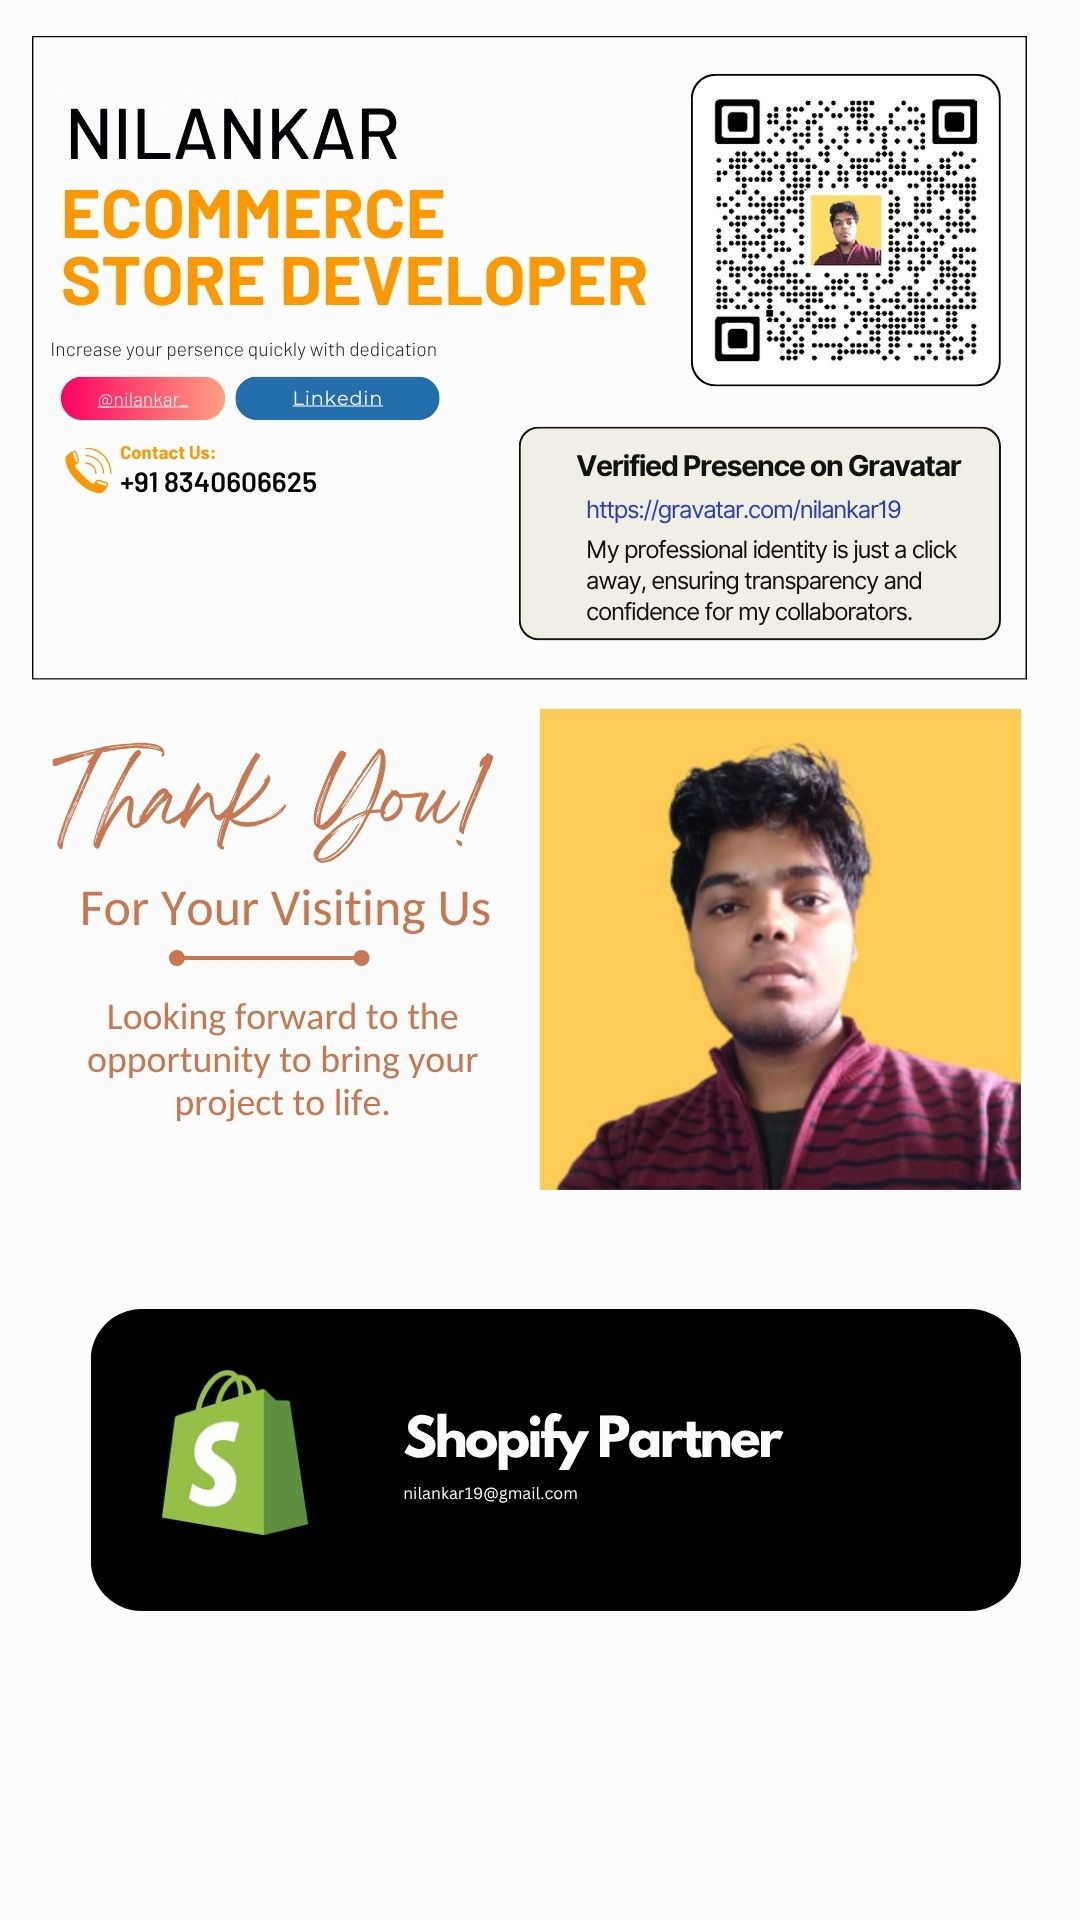 NILANKAR
ECOMMERCE
STORE DEVELOPER
Increase your persence quickly with dedication
@nilankar_
Linkedin
Contact Us:
+91 8340606625
Verified Presence on Gravatar
https://gravatar.com/nilankar19
My professional identity is just a click
away, ensuring transparency and
confidence for my collaborators.
Thank You!
For Your Visiting Us
Looking forward to the
opportunity to bring your
project to life.
S
Shopify Partner
nilankar19@gmail.com